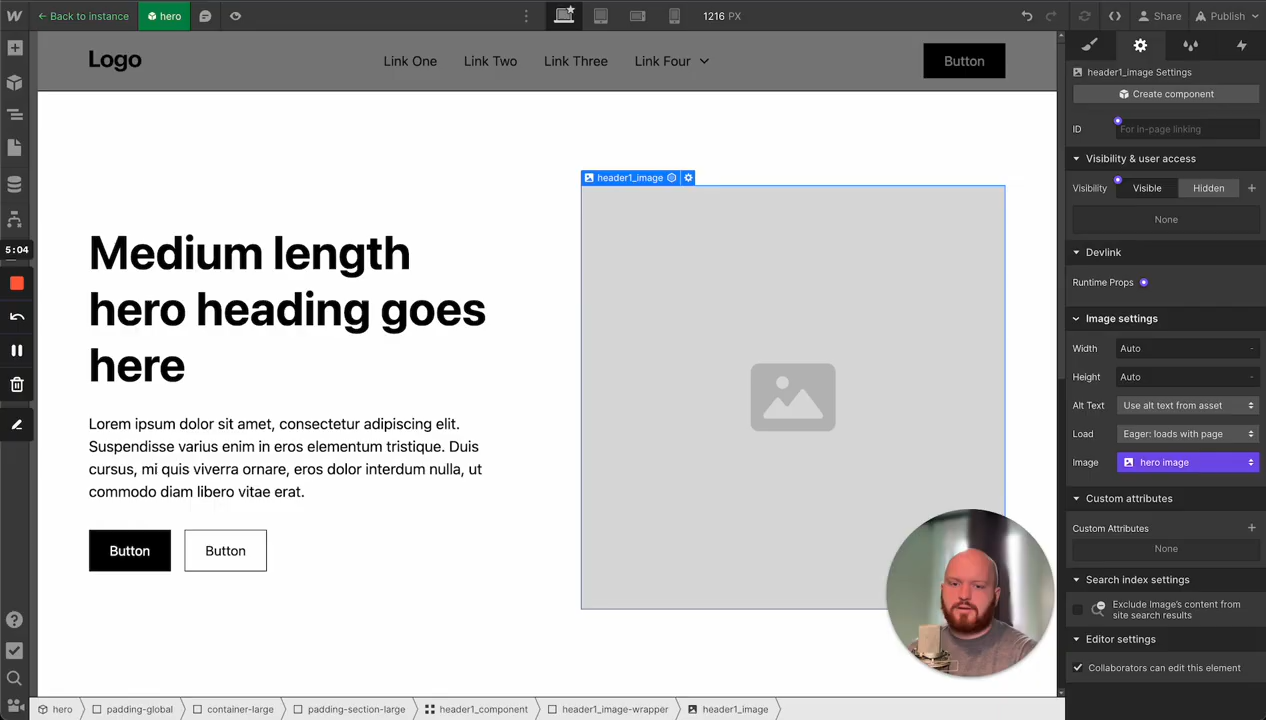 Back to instance
hero
1216 PX
Share
Publish
Logo
Link One
Link Two
Link Three
Link Four
Button
header1_image
Medium length
hero heading goes
here
Lorem ipsum dolor sit amet, consectetur adipiscing elit.
Suspendisse varius enim in eros elementum tristique. Duis
cursus, mi quis viverra ornare, eros dolor interdum nulla, ut
commodo diam libero vitae erat.
Button
Button
5:04
header1_image Settings
Create component
ID
For in-page linking
Visibility & user access
Visibility
Visible
Hidden
None
Devlink
Runtime Props
Image settings
Width
Auto
-
Height
Auto
-
Alt Text
Use alt text from asset
Load
Eager: loads with page
Image
hero image
Custom attributes
Custom Attributes
None
Search index settings
Exclude Image's content from
site search results
Editor settings
Collaborators can edit this element
hero
padding-global
container-large
padding-section-large
header1_component
header1_image-wrapper
header1_image